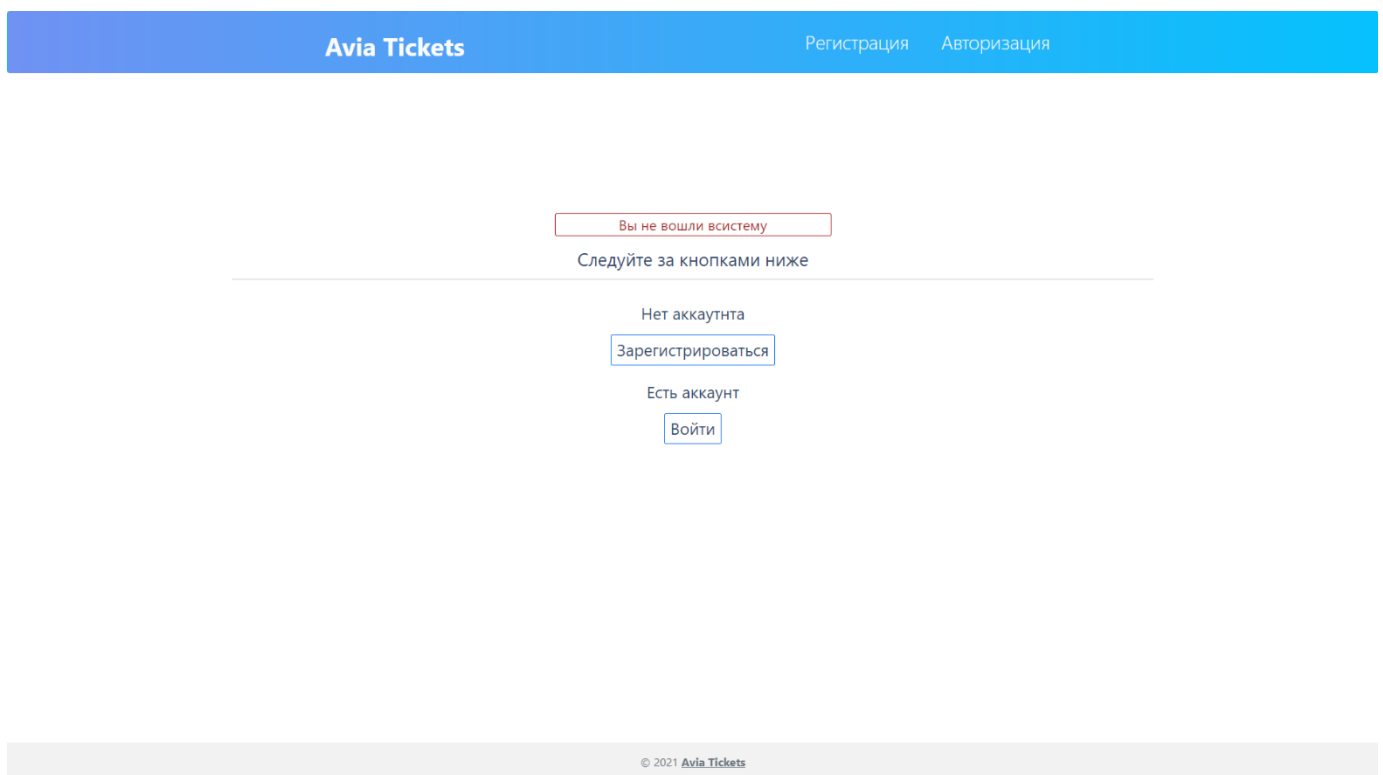 Avia Tickets
Регистрация Авторизация
Вы не вошли всистему
Следуйте за кнопками ниже
Нет аккаутнта
Зарегистрироваться
Есть аккаунт
Войти
© 2021 Avia Tickets